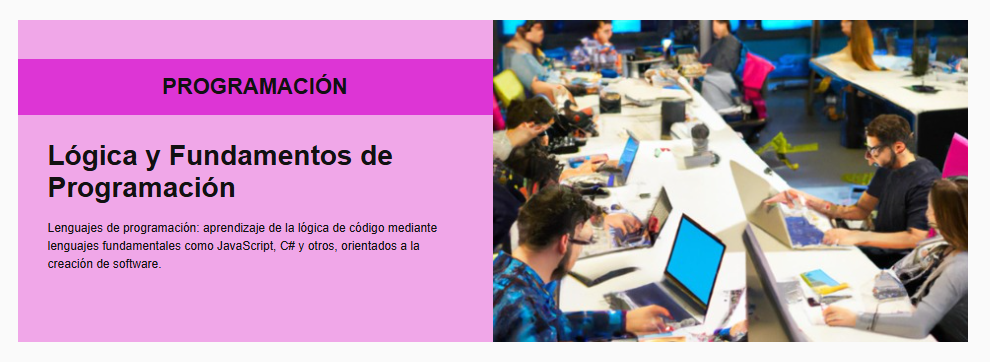 PROGRAMACIÓN
Lógica y Fundamentos de
Programación
Lenguajes de programación: aprendizaje de la lógica de código mediante
lenguajes fundamentales como JavaScript, C# y otros, orientados a la
creación de software.